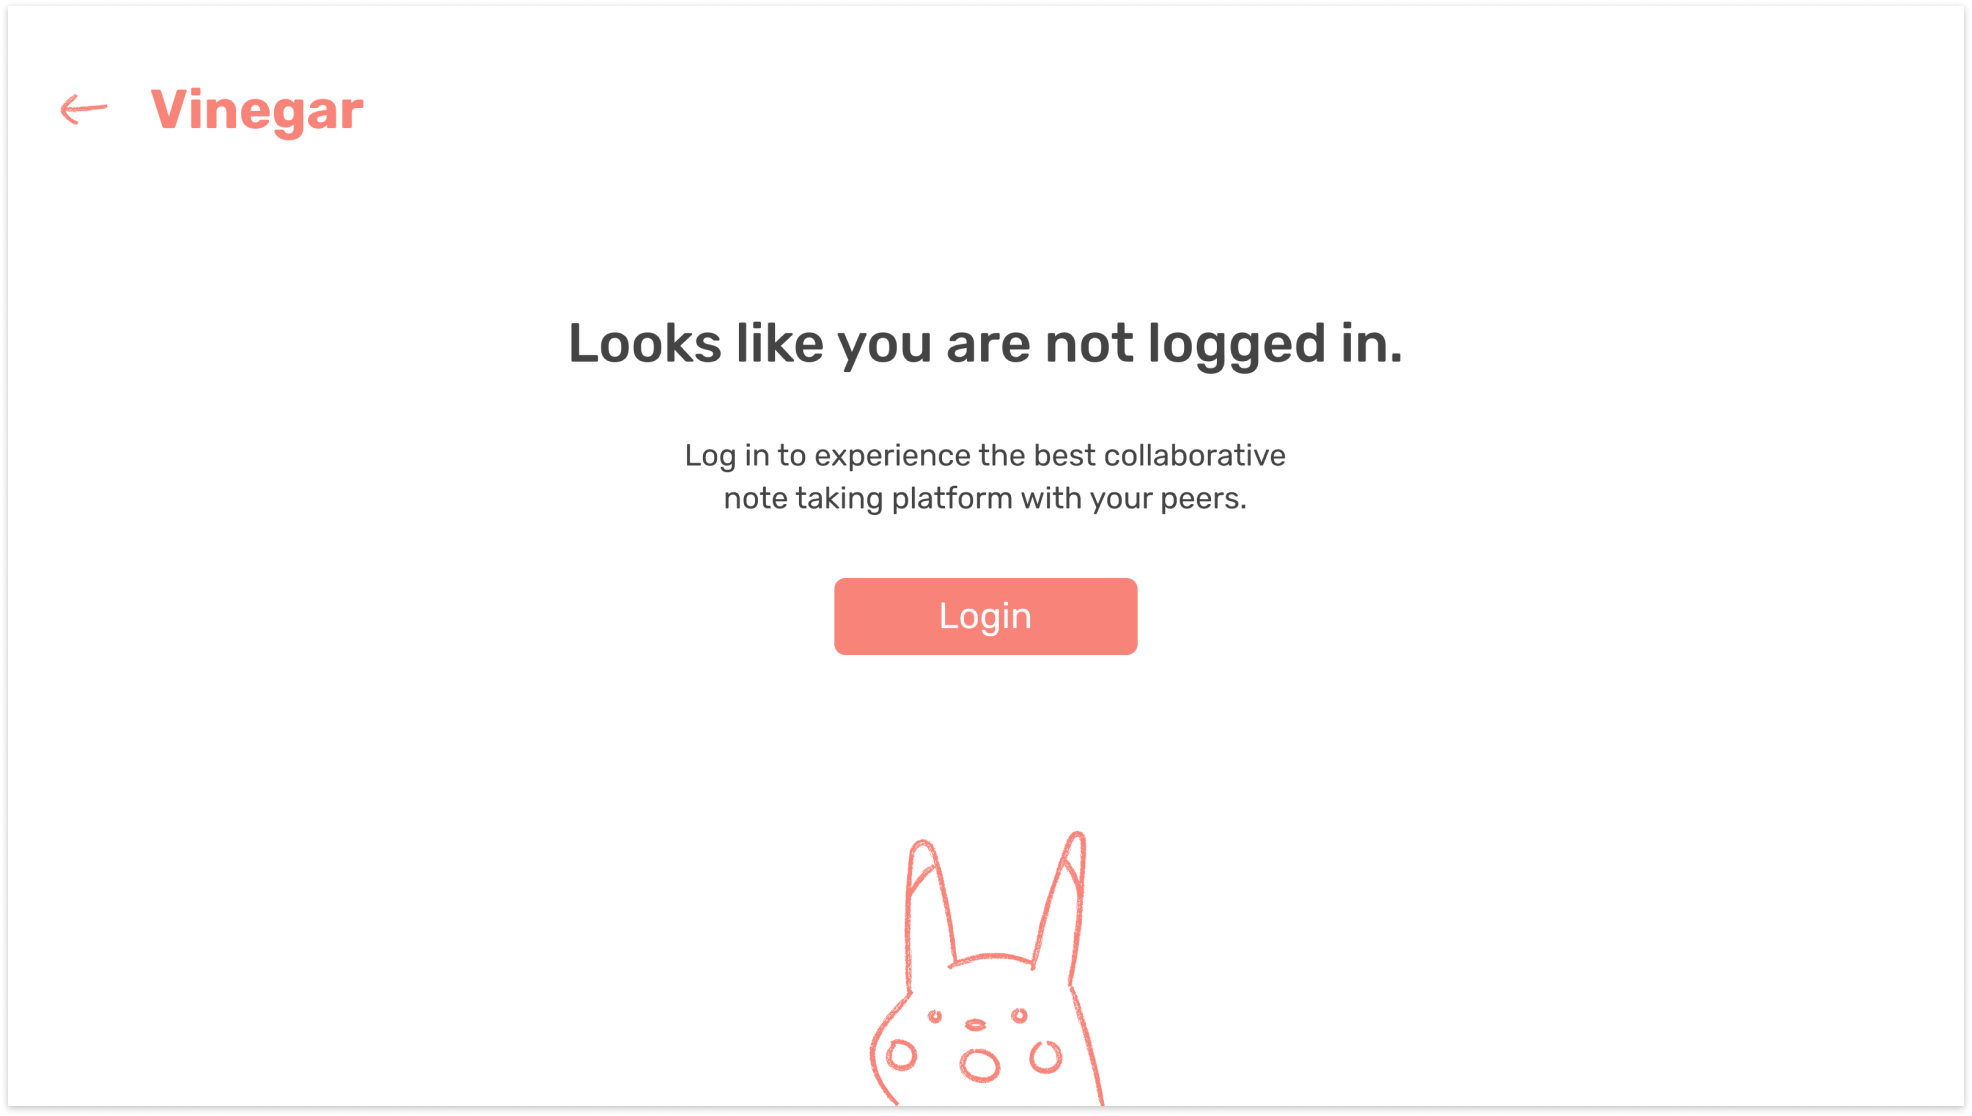 Vinegar
Looks like you are not logged in.
Log in to experience the best collaborative
note taking platform with your peers.
Login